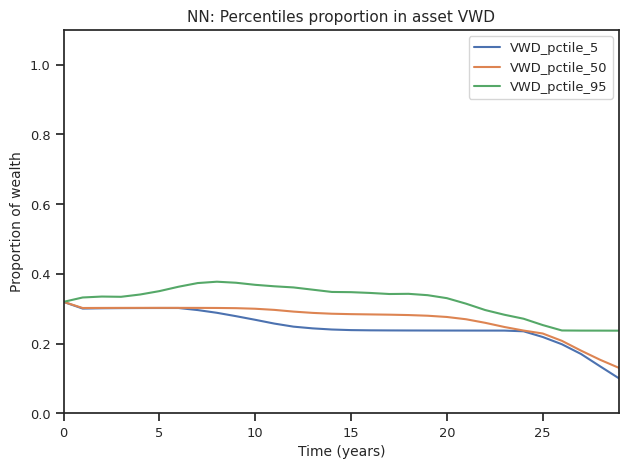 NN: Percentiles proportion in asset VWD
VWD_pctile_5
VWD_pctile_50
VWD_pctile_95
Proportion of wealth
1.0
0.8
0.6
0.4
0.2
0.0
0 5 10 15 20 25
Time (years)